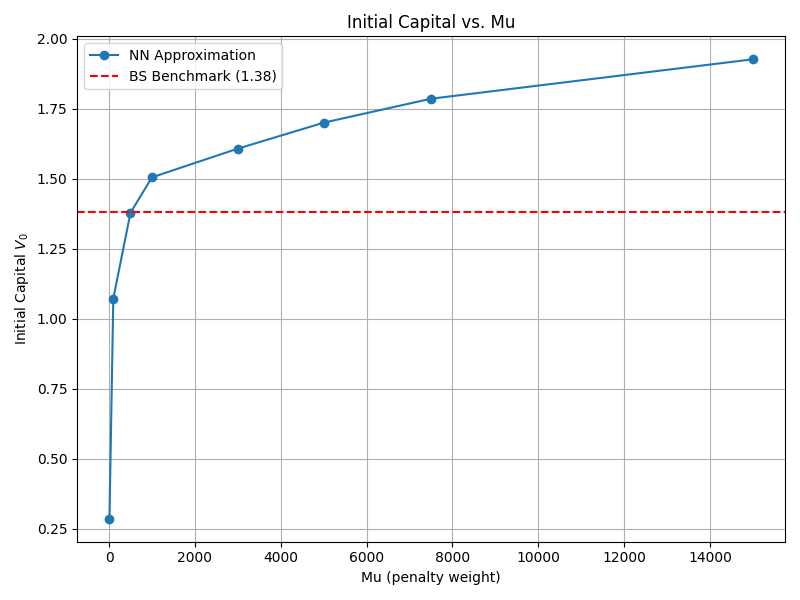 Initial Capital vs. Mu
NN Approximation
BS Benchmark (1.38)
Initial Capital $V_0$
2.00
1.75
1.50
1.25
1.00
0.75
0.50
0.25
0 2000 4000 6000 8000 10000 12000 14000
Mu (penalty weight)